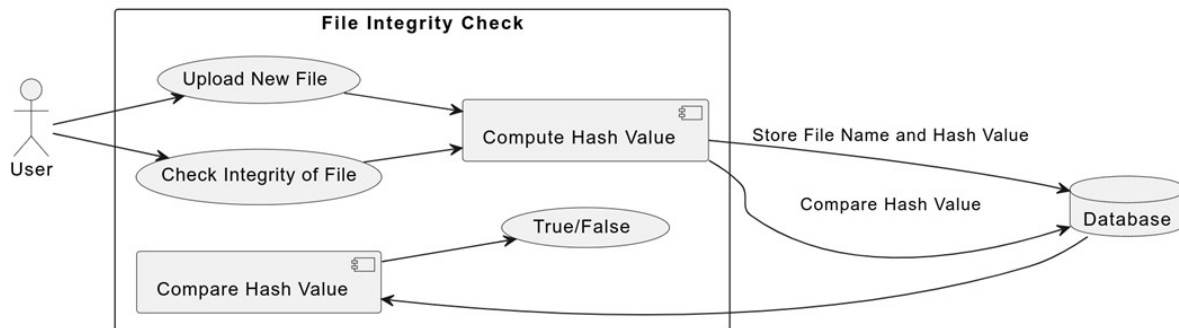 File Integrity Check
Upload New File
User
Check Integrity of File
Compute Hash Value
Store File Name and Hash Value
Compare Hash Value
Database
True/False
Compare Hash Value